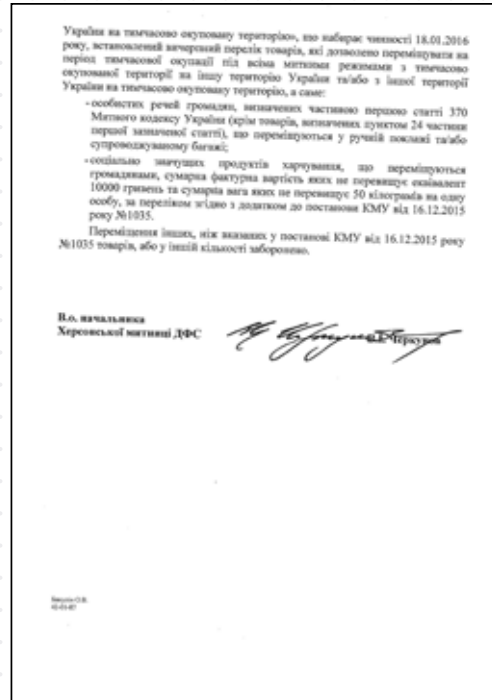 України на тимчасово окуповану територію», що набирає чинності 18.01.2016
року, встановлений вичерпний перелік товарів, які дозволено переміщувати на
період тимчасової окупації під всіма митними режимами з тимчасово
окупованої території на іншу територію України та/або з іншої території
України на тимчасово окуповану територію, а саме:
-особистих речей громадян, визначених частиною першою статті 370
Митного кодексу України (крім товарів, визначених пунктом 24 частини
першої зазначеної статті), що переміщуються у ручній поклажі та/або
супроводжуваному багажі;
-соціально значущих продуктів харчування, що переміщуються
громадянами, сумарна фактурна вартість яких не перевищує еквівалент
10000 гривень та сумарна вага яких не перевищує 50 кілограмів на одну
особу, за переліком згідно з додатком до постанови КМУ від 16.12.2015
року №1035.
Переміщення інших, ніж вказаних у постанові КМУ від 16.12.2015 року
№1035 товарів, або у іншій кількості заборонено.
В.о. начальника
Херсонської митниці ДФС
Черкунов